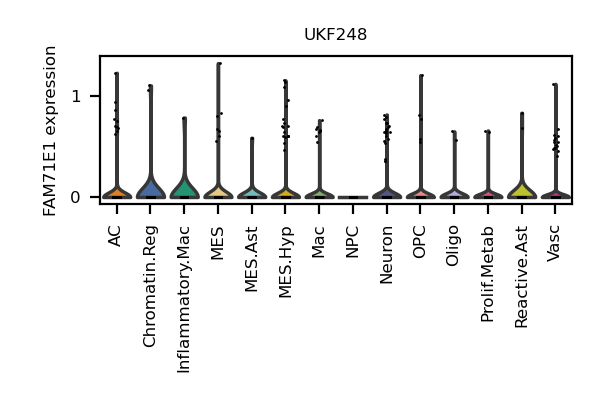 UKF248
FAM71E1 expression
1
0
AC
Chromatin.Reg
Inflammatory.Mac
MES
MES.Ast
MES.Hyp
Mac
NPC
Neuron
OPC
Oligo
Prolif.Metab
Reactive.Ast
Vasc